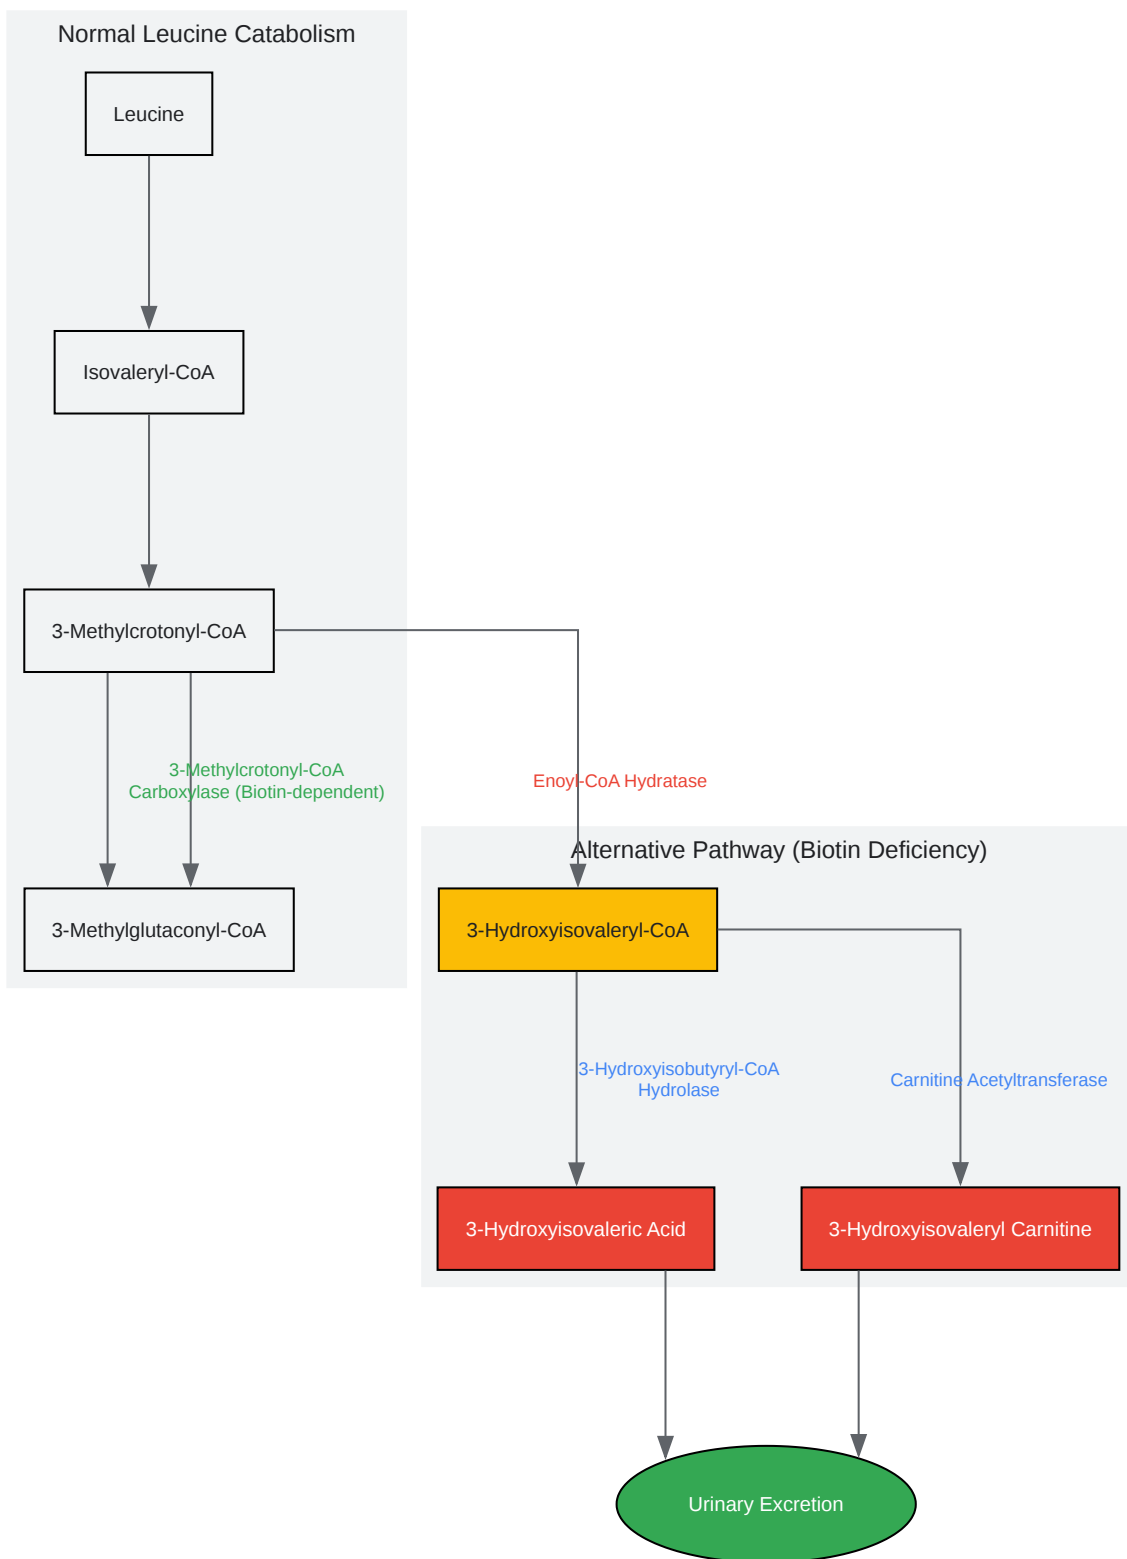 Normal Leucine Catabolism
Leucine
Isovaleryl-CoA
3-Methylcrotonyl-CoA
3-Methylcrotonyl-CoA
Carboxylase (Biotin-dependent)
3-Methylglutaconyl-CoA
Enoyl-CoA Hydratase
Alternative Pathway (Biotin Deficiency)
3-Hydroxyisovaleryl-CoA
3-Hydroxyisobutyryl-CoA
Hydrolase
Carnitine Acetyltransferase
3-Hydroxyisovaleric Acid
3-Hydroxyisovaleryl Carnitine
Urinary Excretion